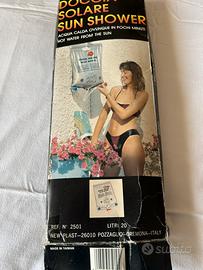 DOCCIA
SOLARE
SUN SHOWER
ACQUA CALDA OVUNQUE IN POCHI MINUTI
HOT WATER FROM THE SUN
REF. N° 2501
LITRI 20
NEW PLAST-26010 POZZAGLIO-CREMONA-ITALY
MADE IN TAIWAN
Subito